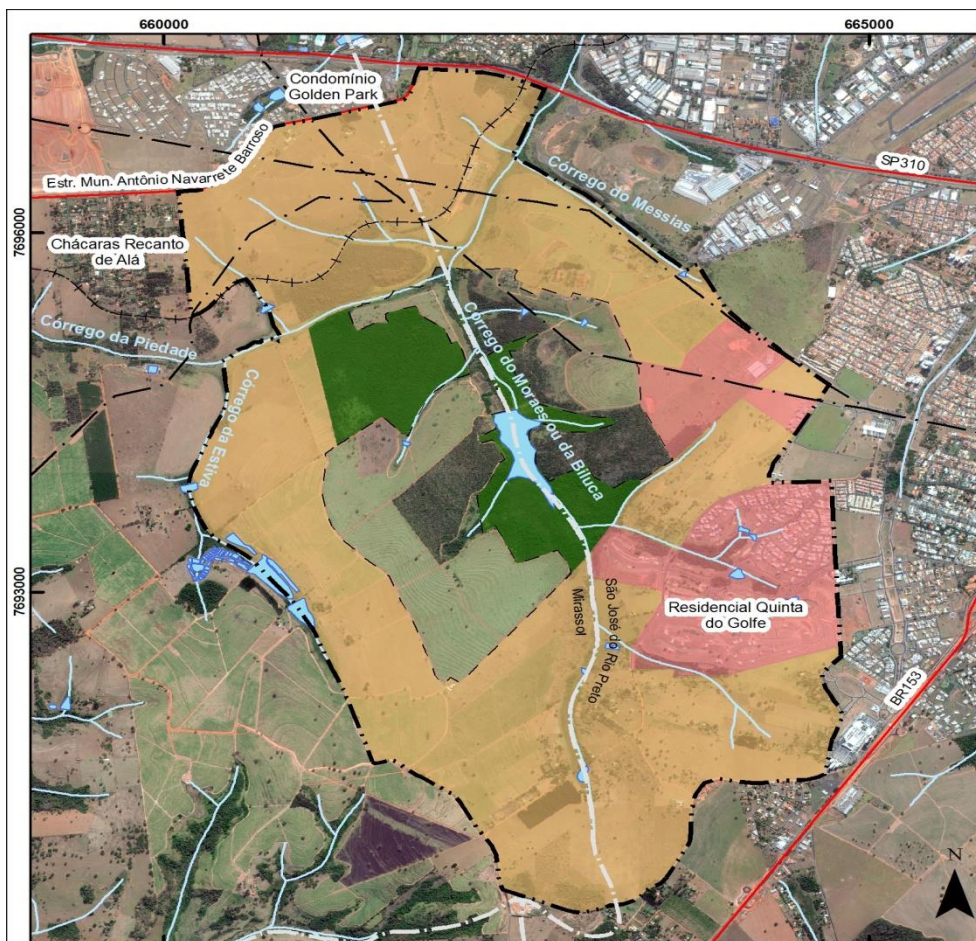 660000
665000
Condomínio
Golden Park
SP310
Estr. Mun. Antônio Navarrete Barroso
Córrego do Messias
7696000
Chácaras Recanto
de Alá
Córrego da Piedade
Córrego do Moraes ou da Biluca
Córrego da Estiva
7693000
São José do Rio Preto
Mirassol
Residencial Quinta
do Golfe
BR153
N